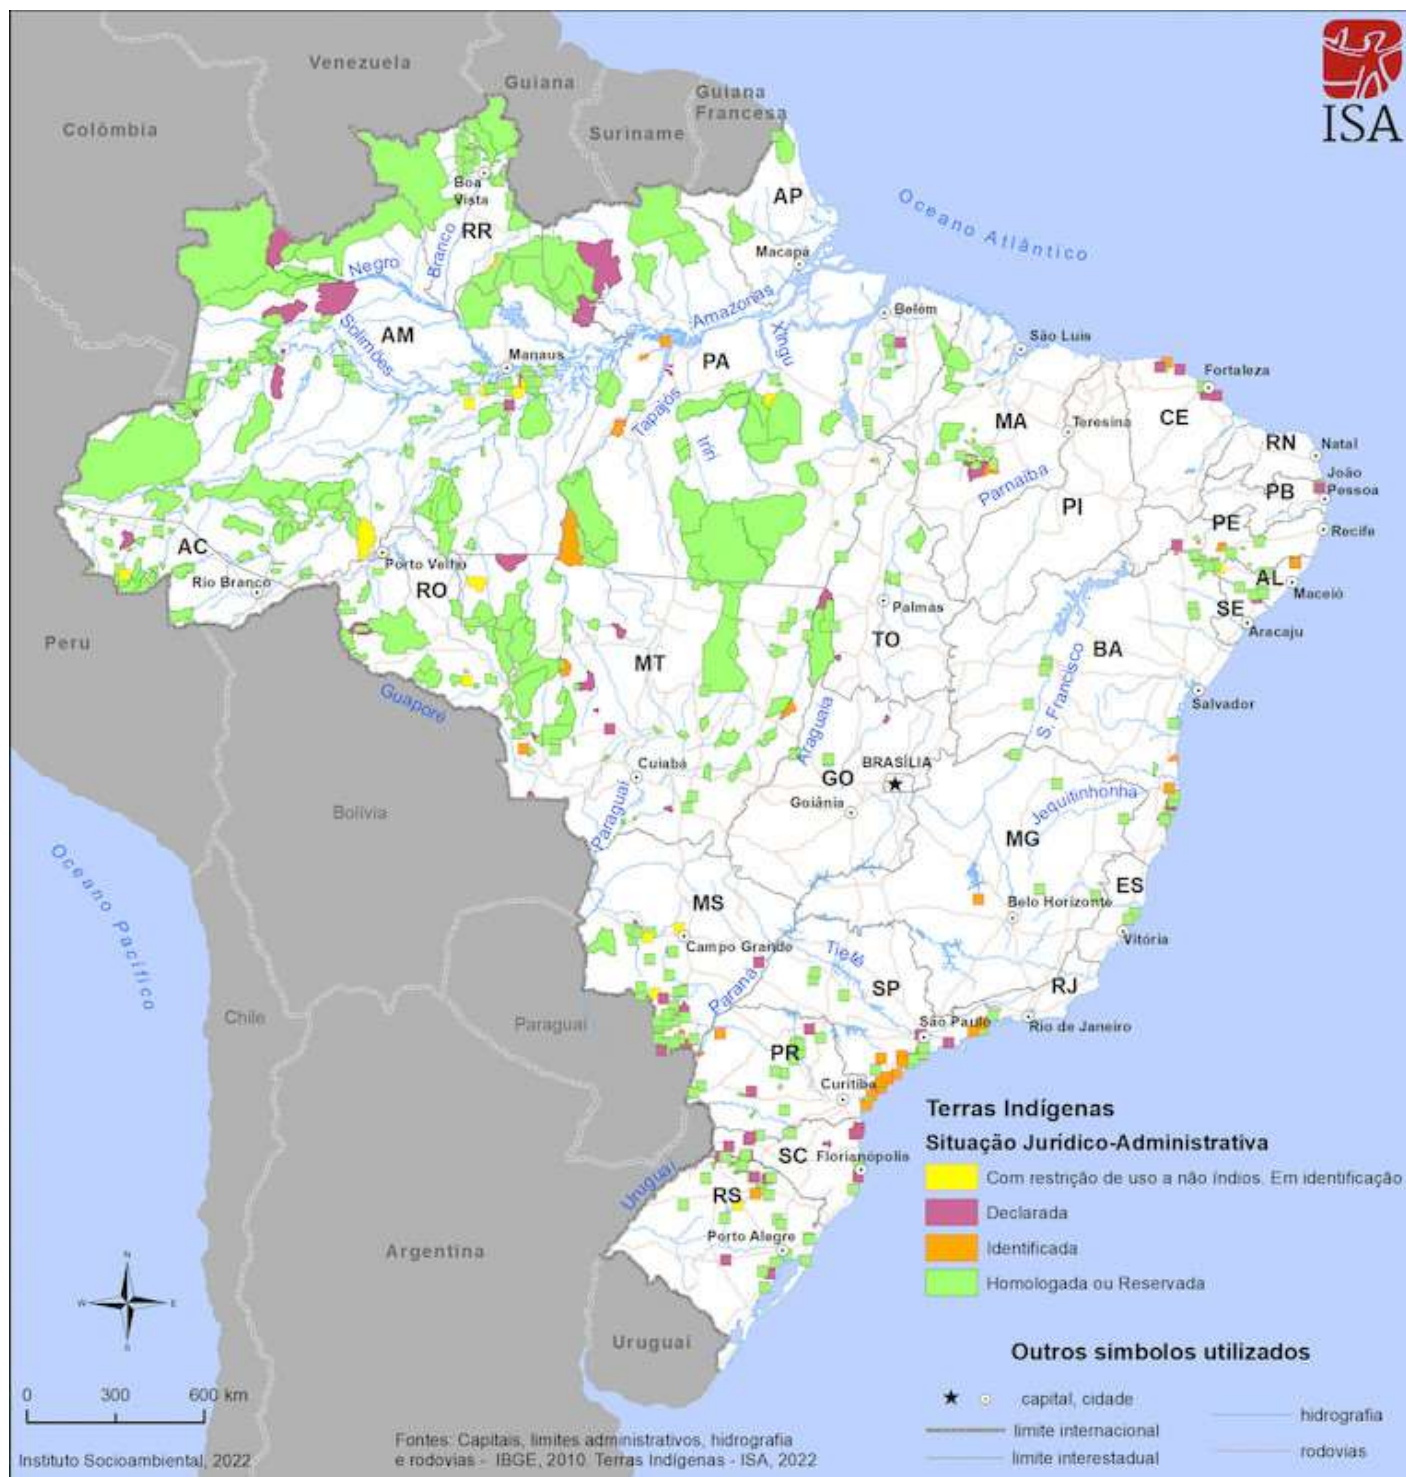 ISA
Venezuela
Guiana
Guiana
Francesa
Suriname
Colômbia
Boa
Vista
RR
AP
Oceano Atlântico
Macapá
Negro
Branco
Amazonas
Xingu
Belém
São Luis
Solimões
AM
Manaus
PA
Fortaleza
Tapajós
Iriri
MA
Teresina
CE
RN
Natal
Parnaíba
João
Pessoa
PB
PI
PE
Recife
AC
Porto Velho
Rio Branco
RO
AL
Maceió
Palmas
SE
Aracaju
Peru
MT
TO
BA
S. Francisco
Guaporé
Salvador
Araguaia
BRASÍLIA
Cuiabá
GO
Goiânia
Jequitinhonha
Paraguai
Bolívia
MG
Oceano Pacífico
ES
MS
Belo Horizonte
Vitória
Campo Grande
Tietê
Paraná
SP
RJ
Chile
Paraguai
São Paulo
Rio de Janeiro
PR
Curitiba
SC
Florianópolis
Uruguai
RS
Porto Alegre
Argentina
Uruguai
Terras Indígenas
Situação Jurídico-Administrativa
Com restrição de uso a não índios. Em identificação
Declarada
Identificada
Homologada ou Reservada
N
W
E
S
0 300 600 km
Outros simbolos utilizados
capital, cidade
limite internacional
limite interestadual
hidrografia
rodovias
Instituto Socioambiental, 2022
Fontes: Capitais, limites administrativos, hidrografia
e rodovias - IBGE, 2010. Terras Indígenas - ISA, 2022